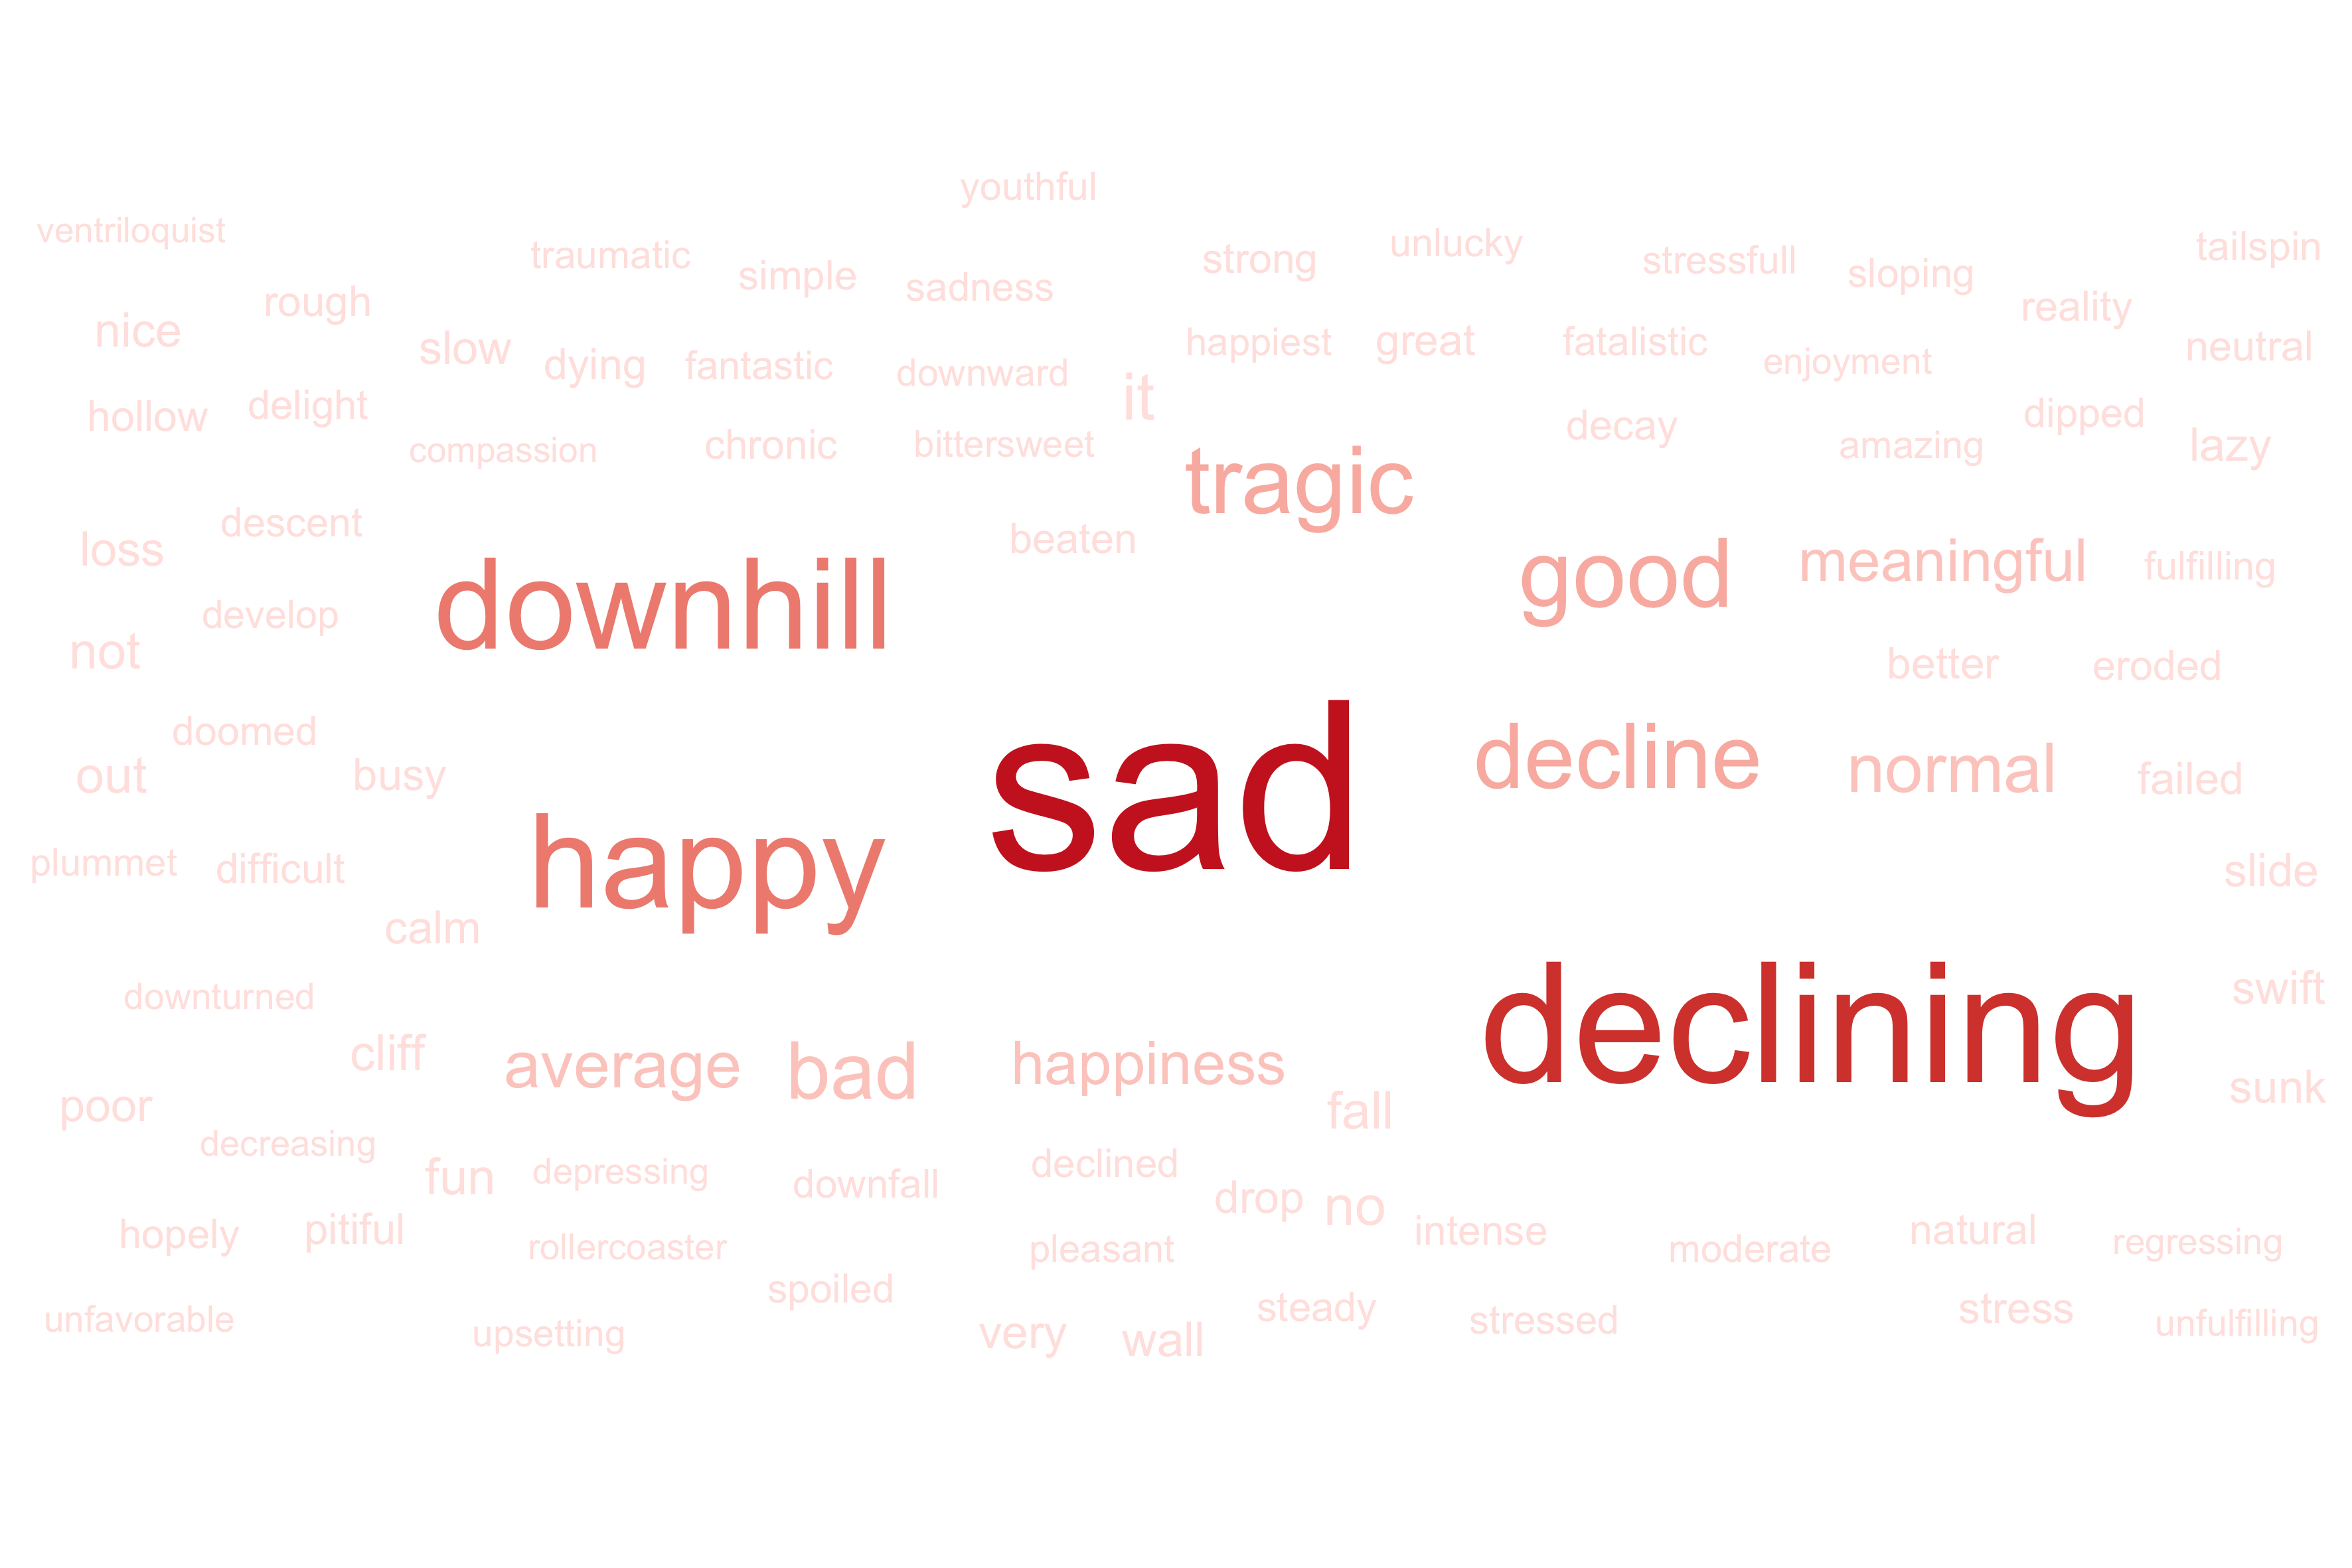 youthful
ventriloquist
traumatic
simple
sadness
strong
unlucky
stressfull
sloping
tailspin
nice
rough
slow
dying
fantastic
downward
it
happiest
great
fatalistic
enjoyment
reality
neutral
hollow
delight
compassion
chronic
bittersweet
tragic
decay
amazing
dipped
lazy
loss
descent
downhill
beaten
good
meaningful
fulfilling
not
develop
better
eroded
doomed
out
busy
happy
sad
decline
normal
failed
plummet
difficult
calm
slide
downturned
declining
swift
cliff
average
bad
happiness
fall
sunk
poor
decreasing
fun
depressing
downfall
declined
drop
no
hopely
pitiful
rollercoaster
pleasant
intense
moderate
natural
regressing
unfavorable
upsetting
spoiled
very
wall
steady
stressed
stress
unfulfilling